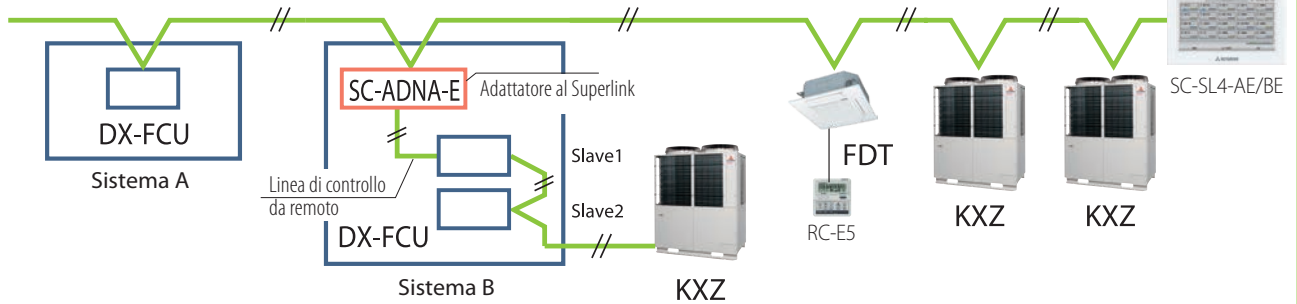 SC-SL4-AE/BE
SC-ADNA-E
Adattatore al Superlink
DX-FCU
Sistema A
Linea di controllo
da remoto
Slave1
Slave2
DX-FCU
Sistema B
KXZ
FDT
RC-E5
KXZ
KXZ